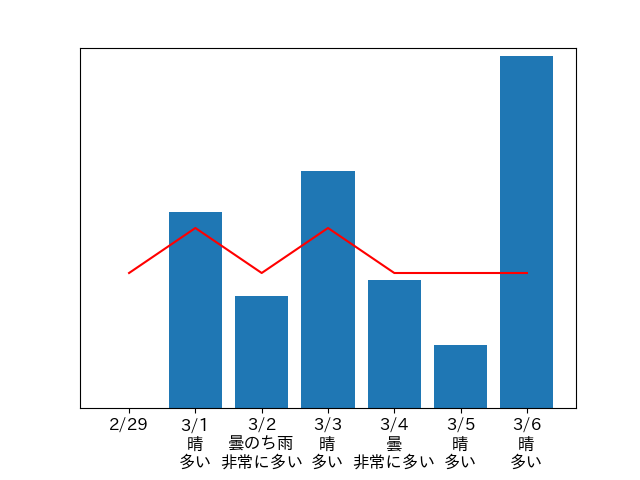 2/29 3/1 3/2 3/3 3/4 3/5 3/6
晴 曇のち雨 晴 曇 晴 晴
多い 非常に多い 多い 非常に多い 多い 多い